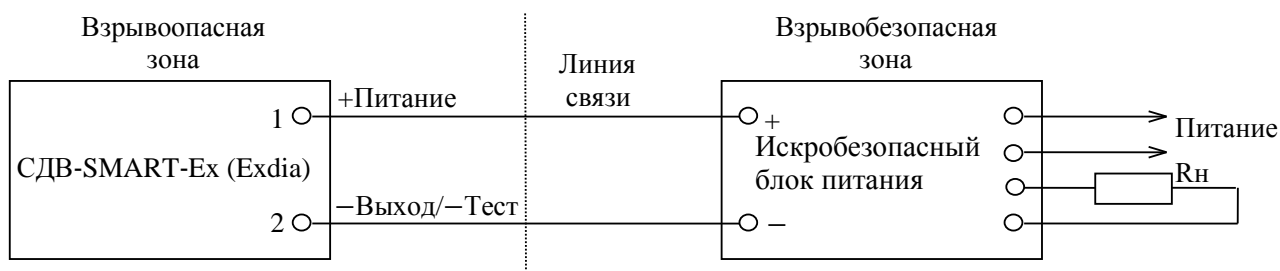 Взрывоопасная
зона
Взрывобезопасная
зона
Линия
связи
+Питание
1
СДВ-SMART-Ex (Exdia)
−Выход/−Тест
2
+
Искробезопасный
блок питания
−
Питание
Rн